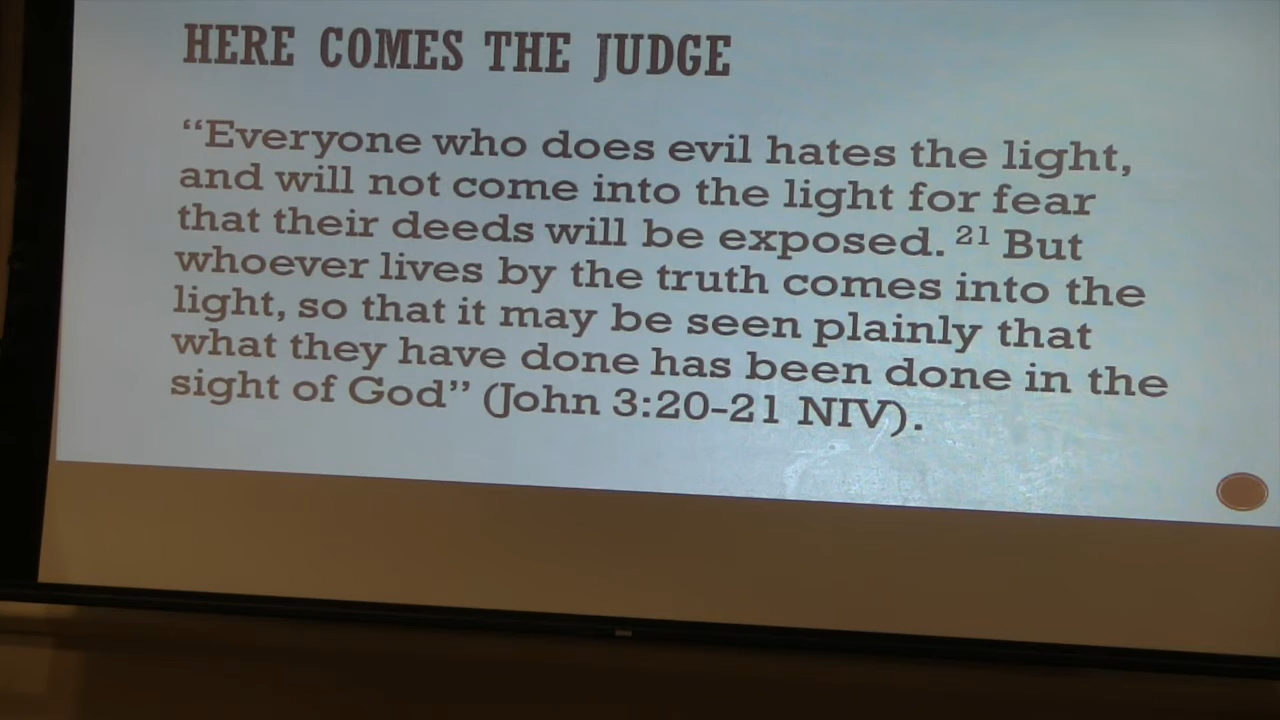 HERE COMES THE JUDGE
“Everyone who does evil hates the light,
and will not come into the light for fear
that their deeds will be exposed. 21 But
whoever lives by the truth comes into the
light, so that it may be seen plainly that
what they have done has been done in the
sight of God” (John 3:20-21 NIV).